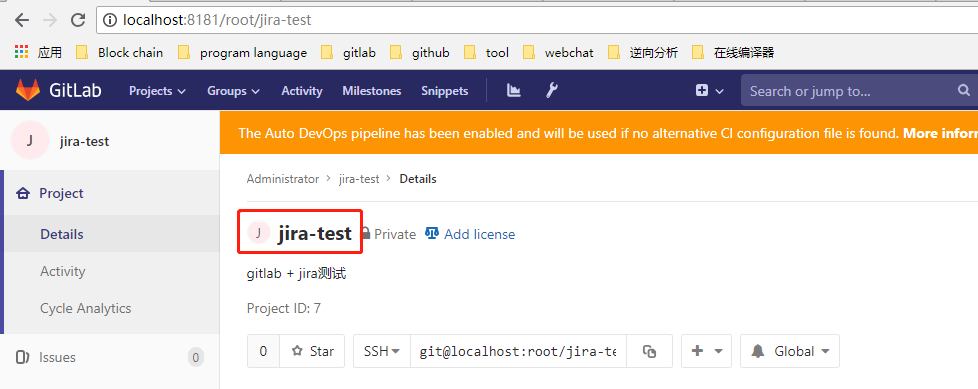 localhost:8181/root/jira-test
应用 Block chain program language gitlab github tool webchat 逆向分析 在线编译器
GitLab Projects Groups Activity Milestones Snippets Search or jump to...
J jira-test
The Auto DevOps pipeline has been enabled and will be used if no alternative CI configuration file is found. More infor
Administrator > jira-test > Details
Project
Details
J jira-test Private Add license
Activity
gitlab + jira测试
Cycle Analytics
Project ID: 7
Issues 0
0 Star SSH git@localhost:root/jira-te + Global